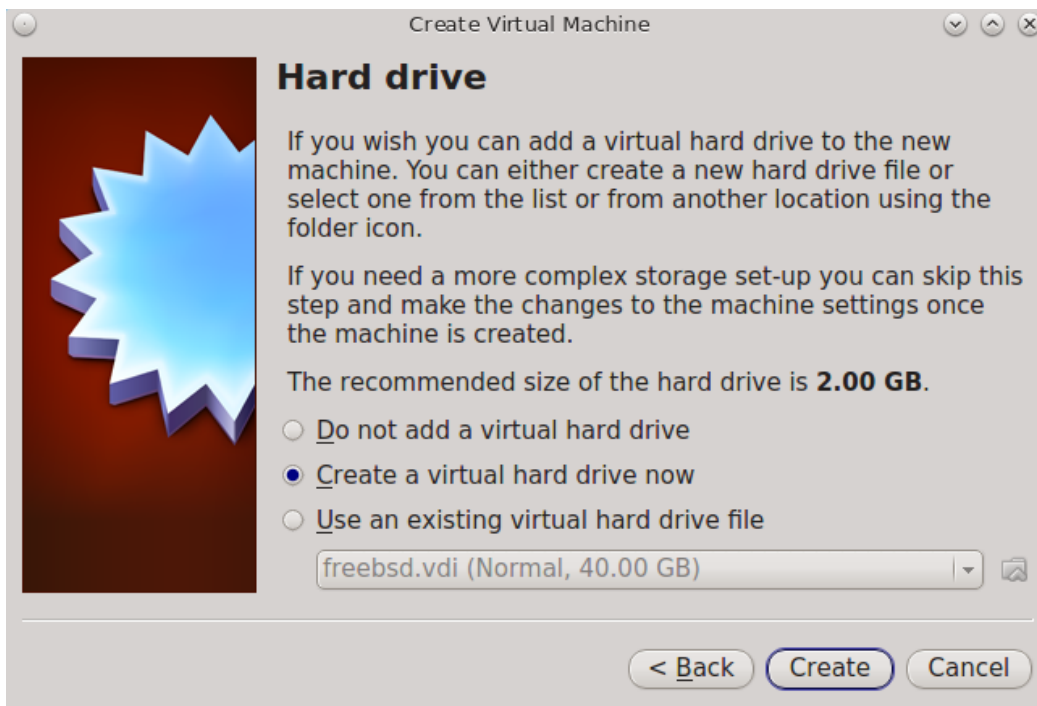 Create Virtual Machine
Hard drive
If you wish you can add a virtual hard drive to the new
machine. You can either create a new hard drive file or
select one from the list or from another location using the
folder icon.
If you need a more complex storage set-up you can skip this
step and make the changes to the machine settings once
the machine is created.
The recommended size of the hard drive is 2.00 GB.
Do not add a virtual hard drive
Create a virtual hard drive now
Use an existing virtual hard drive file
freebsd.vdi (Normal, 40.00 GB)
< Back Create Cancel